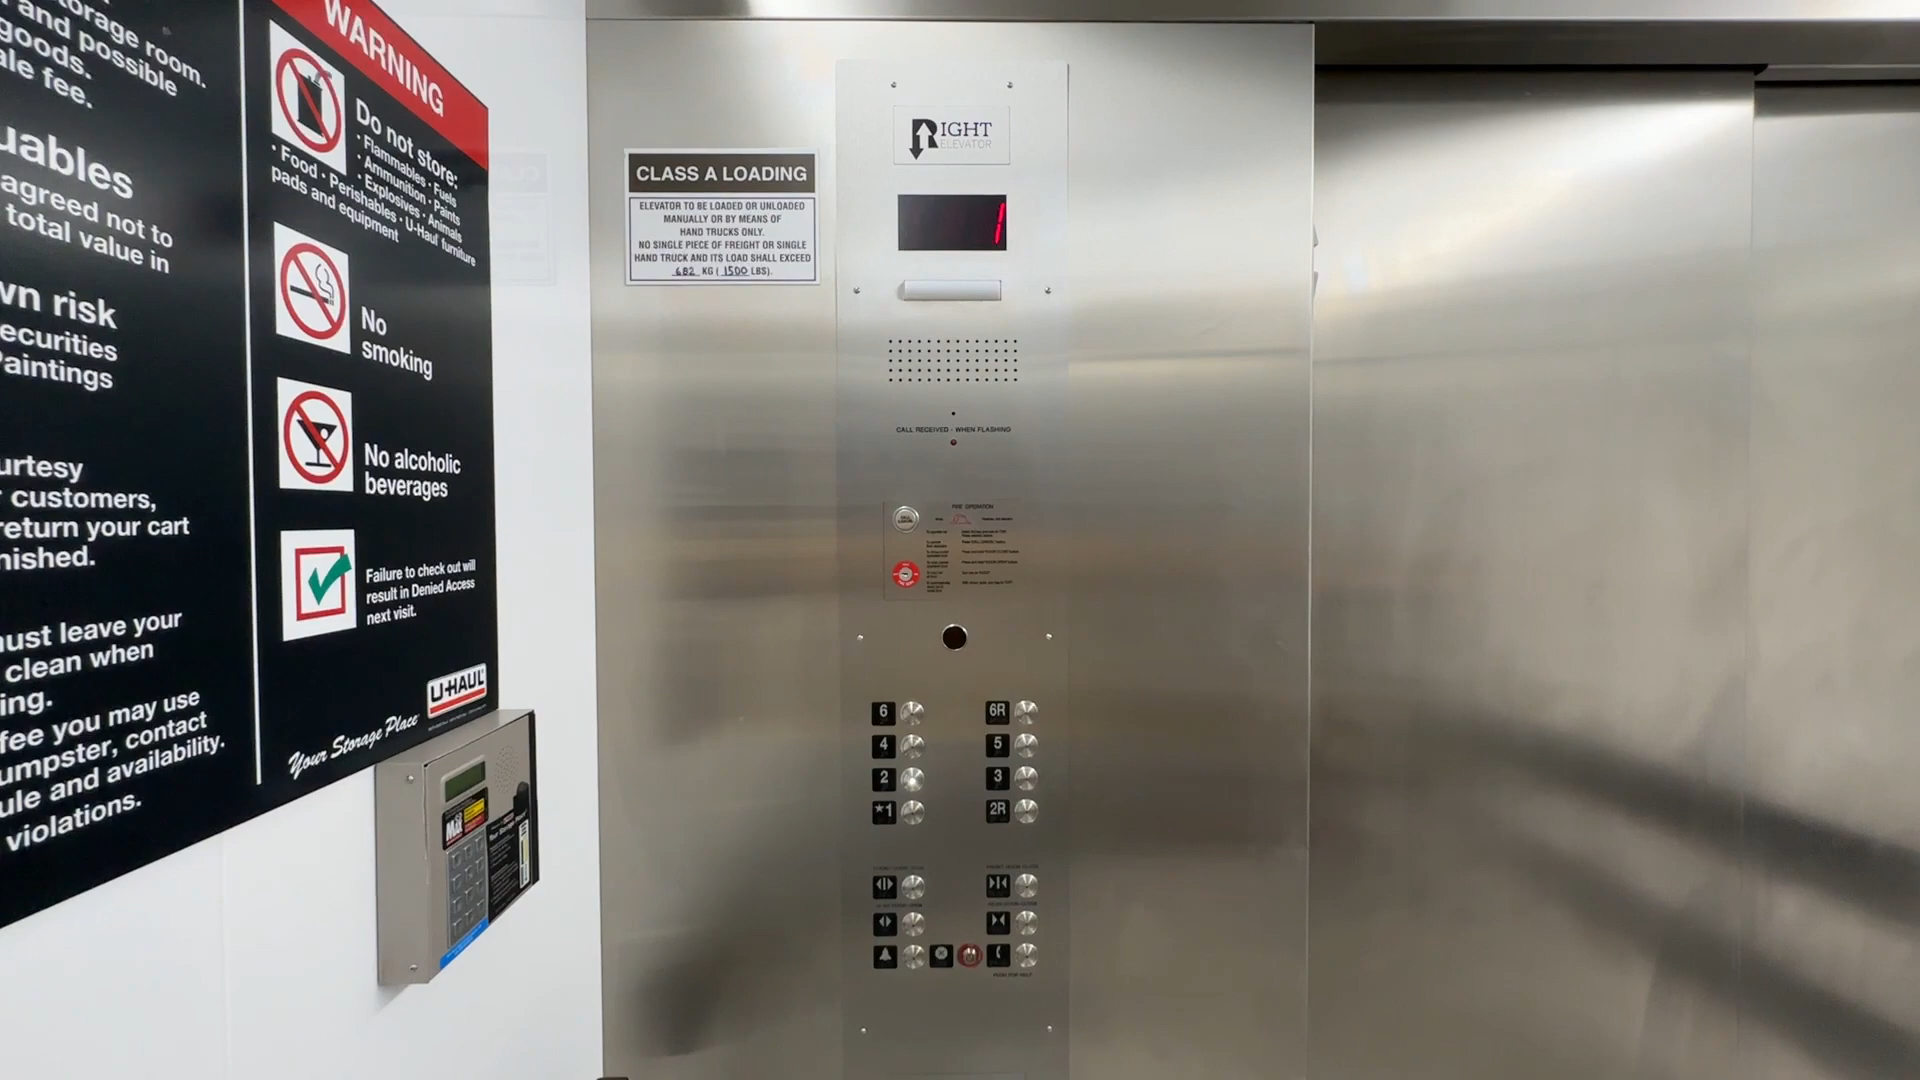 orage room.
and possible
goods.
ale fee.
uables
agreed not to
total value in
wn risk
ecurities
Paintings
urtesy
customers,
return your cart
nished.
must leave your
clean when
ing.
fee you may use
umpster, contact
ule and availability.
violations.
WARNING
Do not store:
• Flammables • Fuels
• Ammunition • Paints
• Explosives • Animals
• Food • Perishables • U-Haul furniture
pads and equipment
No
smoking
No alcoholic
beverages
Failure to check out will
result in Denied Access
next visit.
U-HAUL
Your Storage Place
CLASS A LOADING
ELEVATOR TO BE LOADED OR UNLOADED
MANUALLY OR BY MEANS OF
HAND TRUCKS ONLY.
NO SINGLE PIECE OF FREIGHT OR SINGLE
HAND TRUCK AND ITS LOAD SHALL EXCEED
682 KG ( 1500 LBS).
RIGHT
ELEVATOR
1
CALL RECEIVED - WHEN FLASHING
FIRE OPERATION
6 6R
4 5
2 3
★1 2R
PUSH FOR HELP